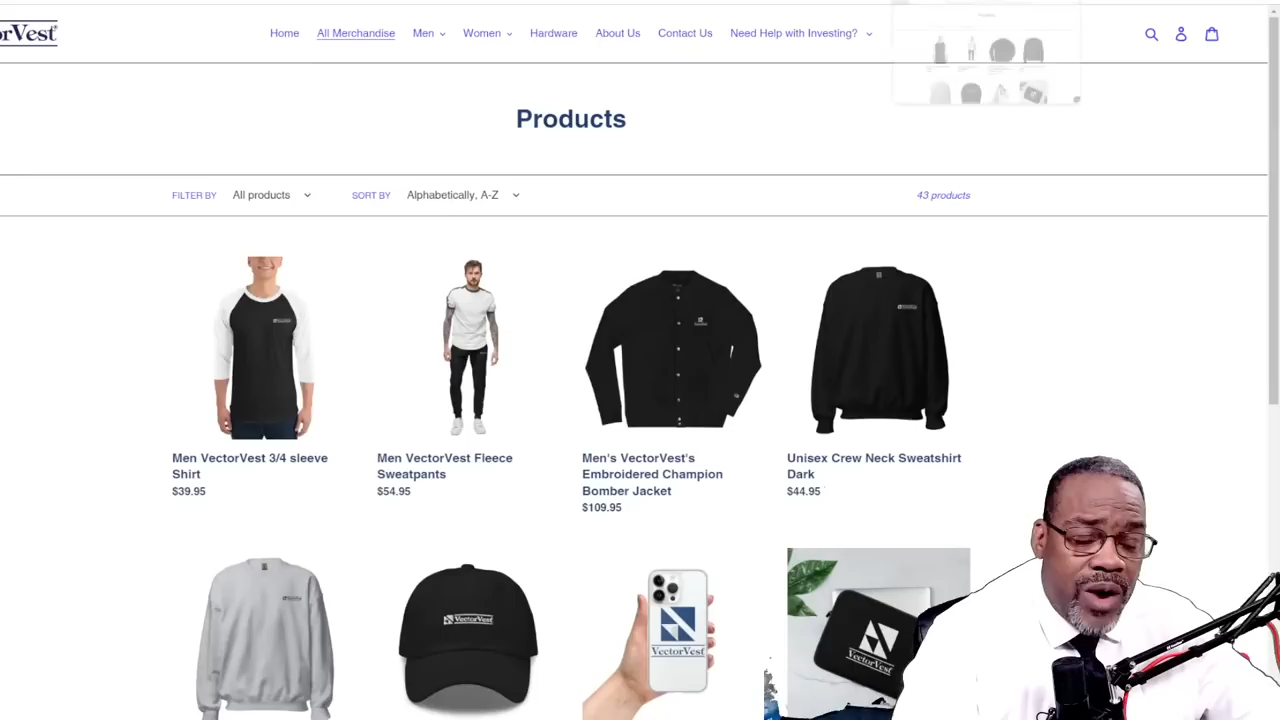 orVest®
Home All Merchandise Men Women Hardware About Us Contact Us Need Help with Investing?
Products
FILTER BY All products SORT BY Alphabetically, A-Z 43 products
Men VectorVest 3/4 sleeve
Shirt
$39.95
Men VectorVest Fleece
Sweatpants
$54.95
Men's VectorVest's
Embroidered Champion
Bomber Jacket
$109.95
Unisex Crew Neck Sweatshirt
Dark
$44.95
VectorVest
VectorVest
VectorVest